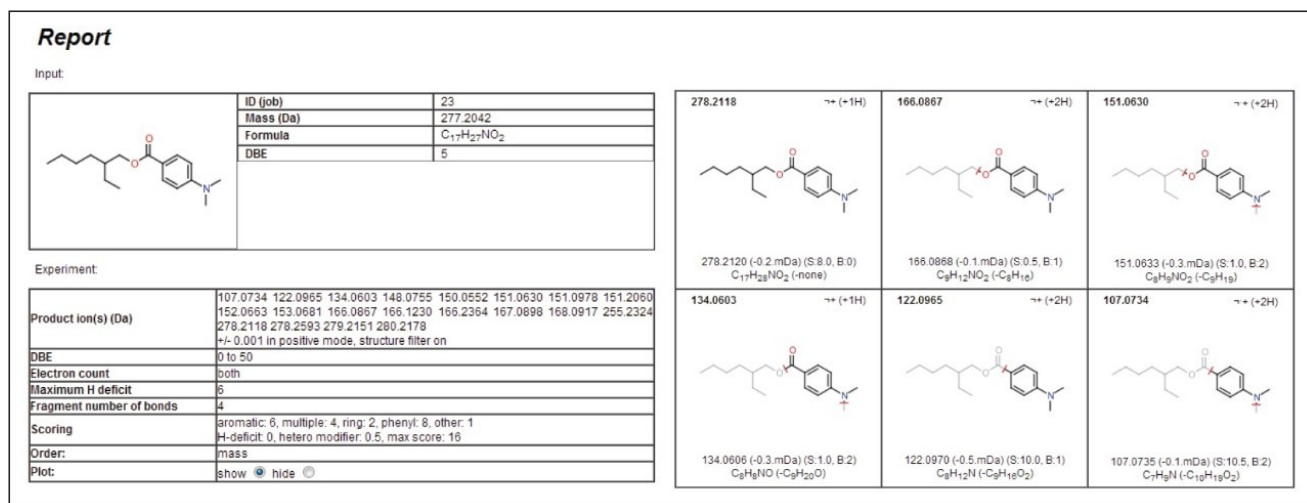 Report
Input:
ID (job) 23
Mass (Da) 277.2042
Formula C₁₇H₂₇NO₂
DBE 5
O
O
N
Experiment:
Product ion(s) (Da) 107.0734 122.0965 134.0603 148.0755 150.0552 151.0630 151.0978 151.2060
152.0663 153.0681 166.0867 166.1230 166.2364 167.0898 168.0917 255.2324
278.2118 278.2593 279.2151 280.2178
+/- 0.001 in positive mode, structure filter on
DBE 0 to 50
Electron count both
Maximum H deficit 6
Fragment number of bonds 4
Scoring aromatic: 6, multiple: 4, ring: 2, phenyl: 8, other: 1
H-deficit: 0, hetero modifier: 0.5, max score: 16
Order: mass
Plot: show hide
278.2118 ¬+ (+1H) 166.0867 ¬+ (+2H) 151.0630 ¬+ (+2H)
O O O
O O O
N N N
278.2120 (-0.2.mDa) (S:8.0, B:0) 166.0868 (-0.1.mDa) (S:0.5, B:1) 151.0633 (-0.3.mDa) (S:1.0, B:2)
C₁₇H₂₈NO₂ (-none) C₉H₁₂NO₂ (-C₈H₁₆) C₈H₉NO₂ (-C₉H₁₉)
134.0603 ¬+ (+1H) 122.0965 ¬+ (+2H) 107.0734 ¬+ (+2H)
O O O
O O O
N N N
134.0606 (-0.3.mDa) (S:1.0, B:2) 122.0970 (-0.5.mDa) (S:10.0, B:1) 107.0735 (-0.1.mDa) (S:10.5, B:2)
C₈H₈NO (-C₉H₂₀O) C₈H₁₂N (-C₉H₁₆O₂) C₇H₉N (-C₁₀H₁₉O₂)